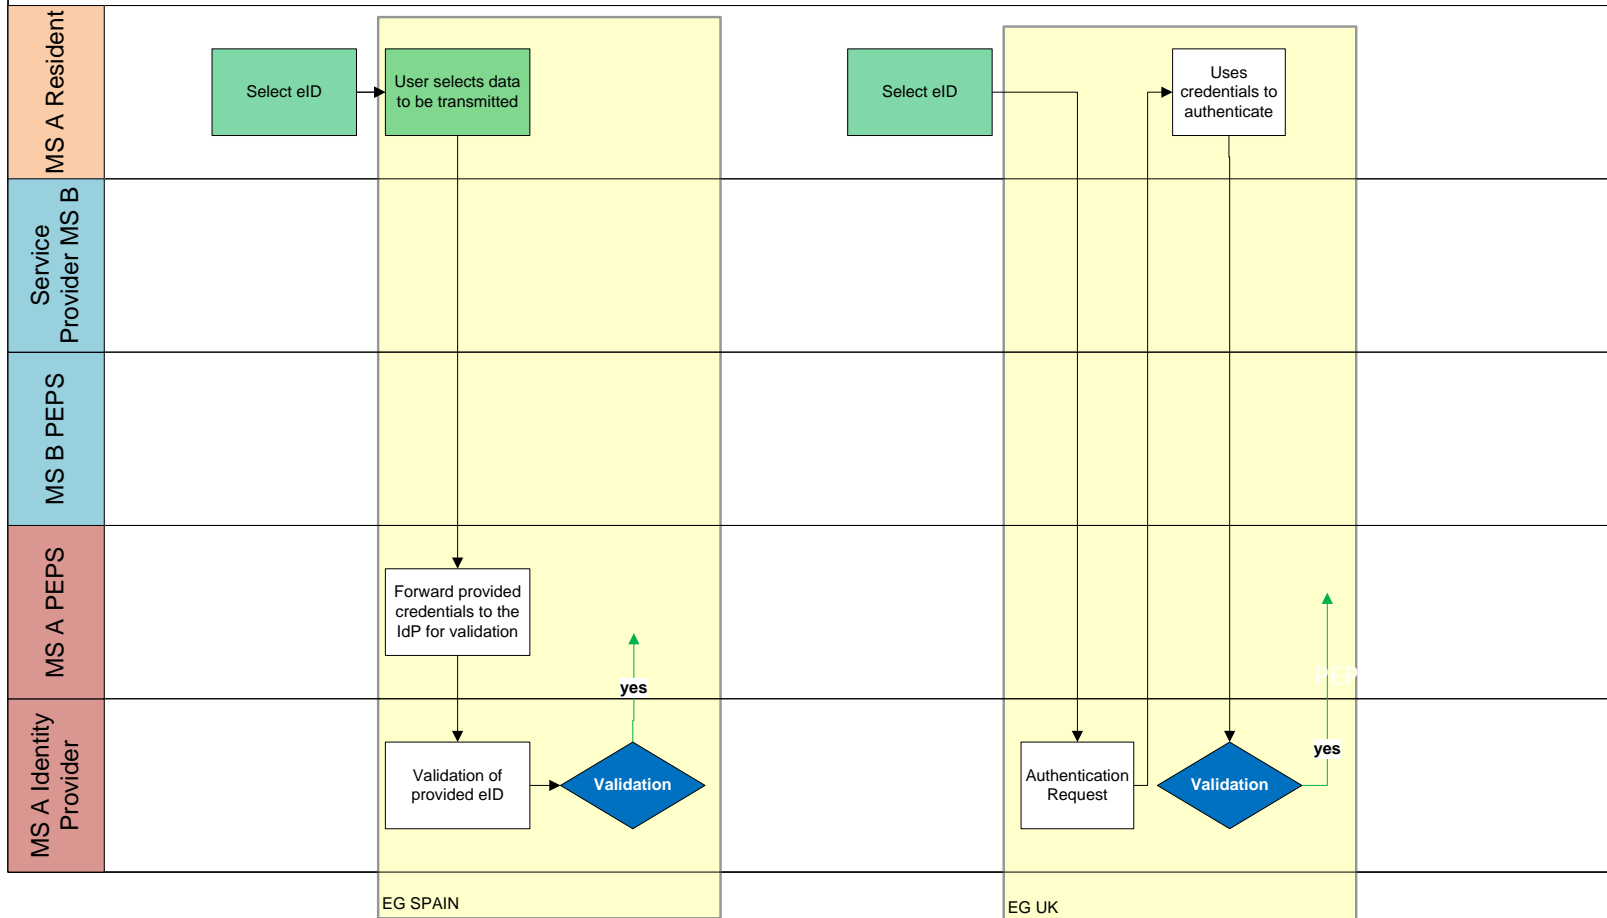 MS A Resident
Select eID
User selects data
to be transmitted
Select eID
Uses
credentials to
authenticate
Service
Provider MS B
MS B PEPS
MS A PEPS
Forward provided
credentials to the
IdP for validation
yes
PEP
MS A Identity
Provider
Validation of
provided eID
Validation
Authentication
Request
Validation
yes
EG SPAIN
EG UK